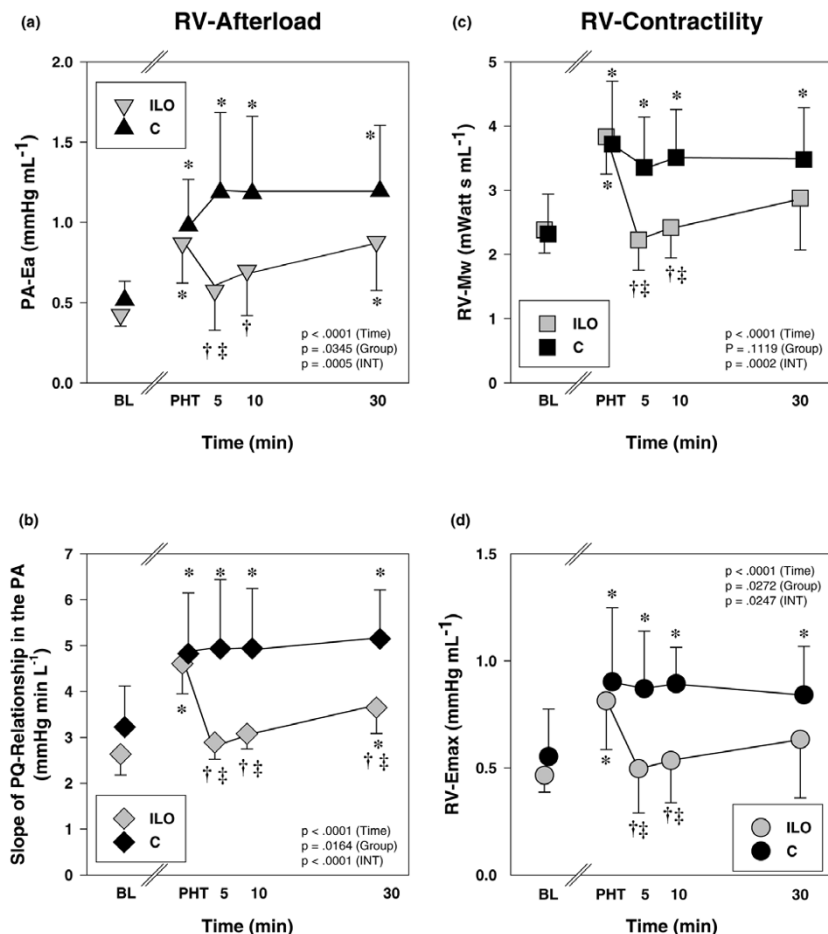 RV-Afterload
(a)
2.0
1.5
1.0
0.5
0.0
PA-Ea (mmHg mL-1)
ILO
C
*
*
*
*
*
*
† ‡
†
p < .0001 (Time)
p = .0345 (Group)
p = .0005 (INT)
BL PHT 5 10 30
Time (min)
RV-Contractility
(c)
5
4
3
2
1
0
RV-Mw (mWatt s mL-1)
*
*
*
*
*
†‡
†‡
ILO
C
p < .0001 (Time)
P = .1119 (Group)
p = .0002 (INT)
BL PHT 5 10 30
Time (min)
(b)
7
6
5
4
3
2
1
0
Slope of PQ-Relationship in the PA
(mmHg min L-1)
*
*
*
*
*
*
† ‡
† ‡
† ‡
ILO
C
p < .0001 (Time)
p = .0164 (Group)
p < .0001 (INT)
BL PHT 5 10 30
Time (min)
(d)
1.5
1.0
0.5
0.0
RV-Emax (mmHg mL-1)
p < .0001 (Time)
p = .0272 (Group)
p = .0247 (INT)
*
*
*
*
*
†‡
†‡
ILO
C
BL PHT 5 10 30
Time (min)